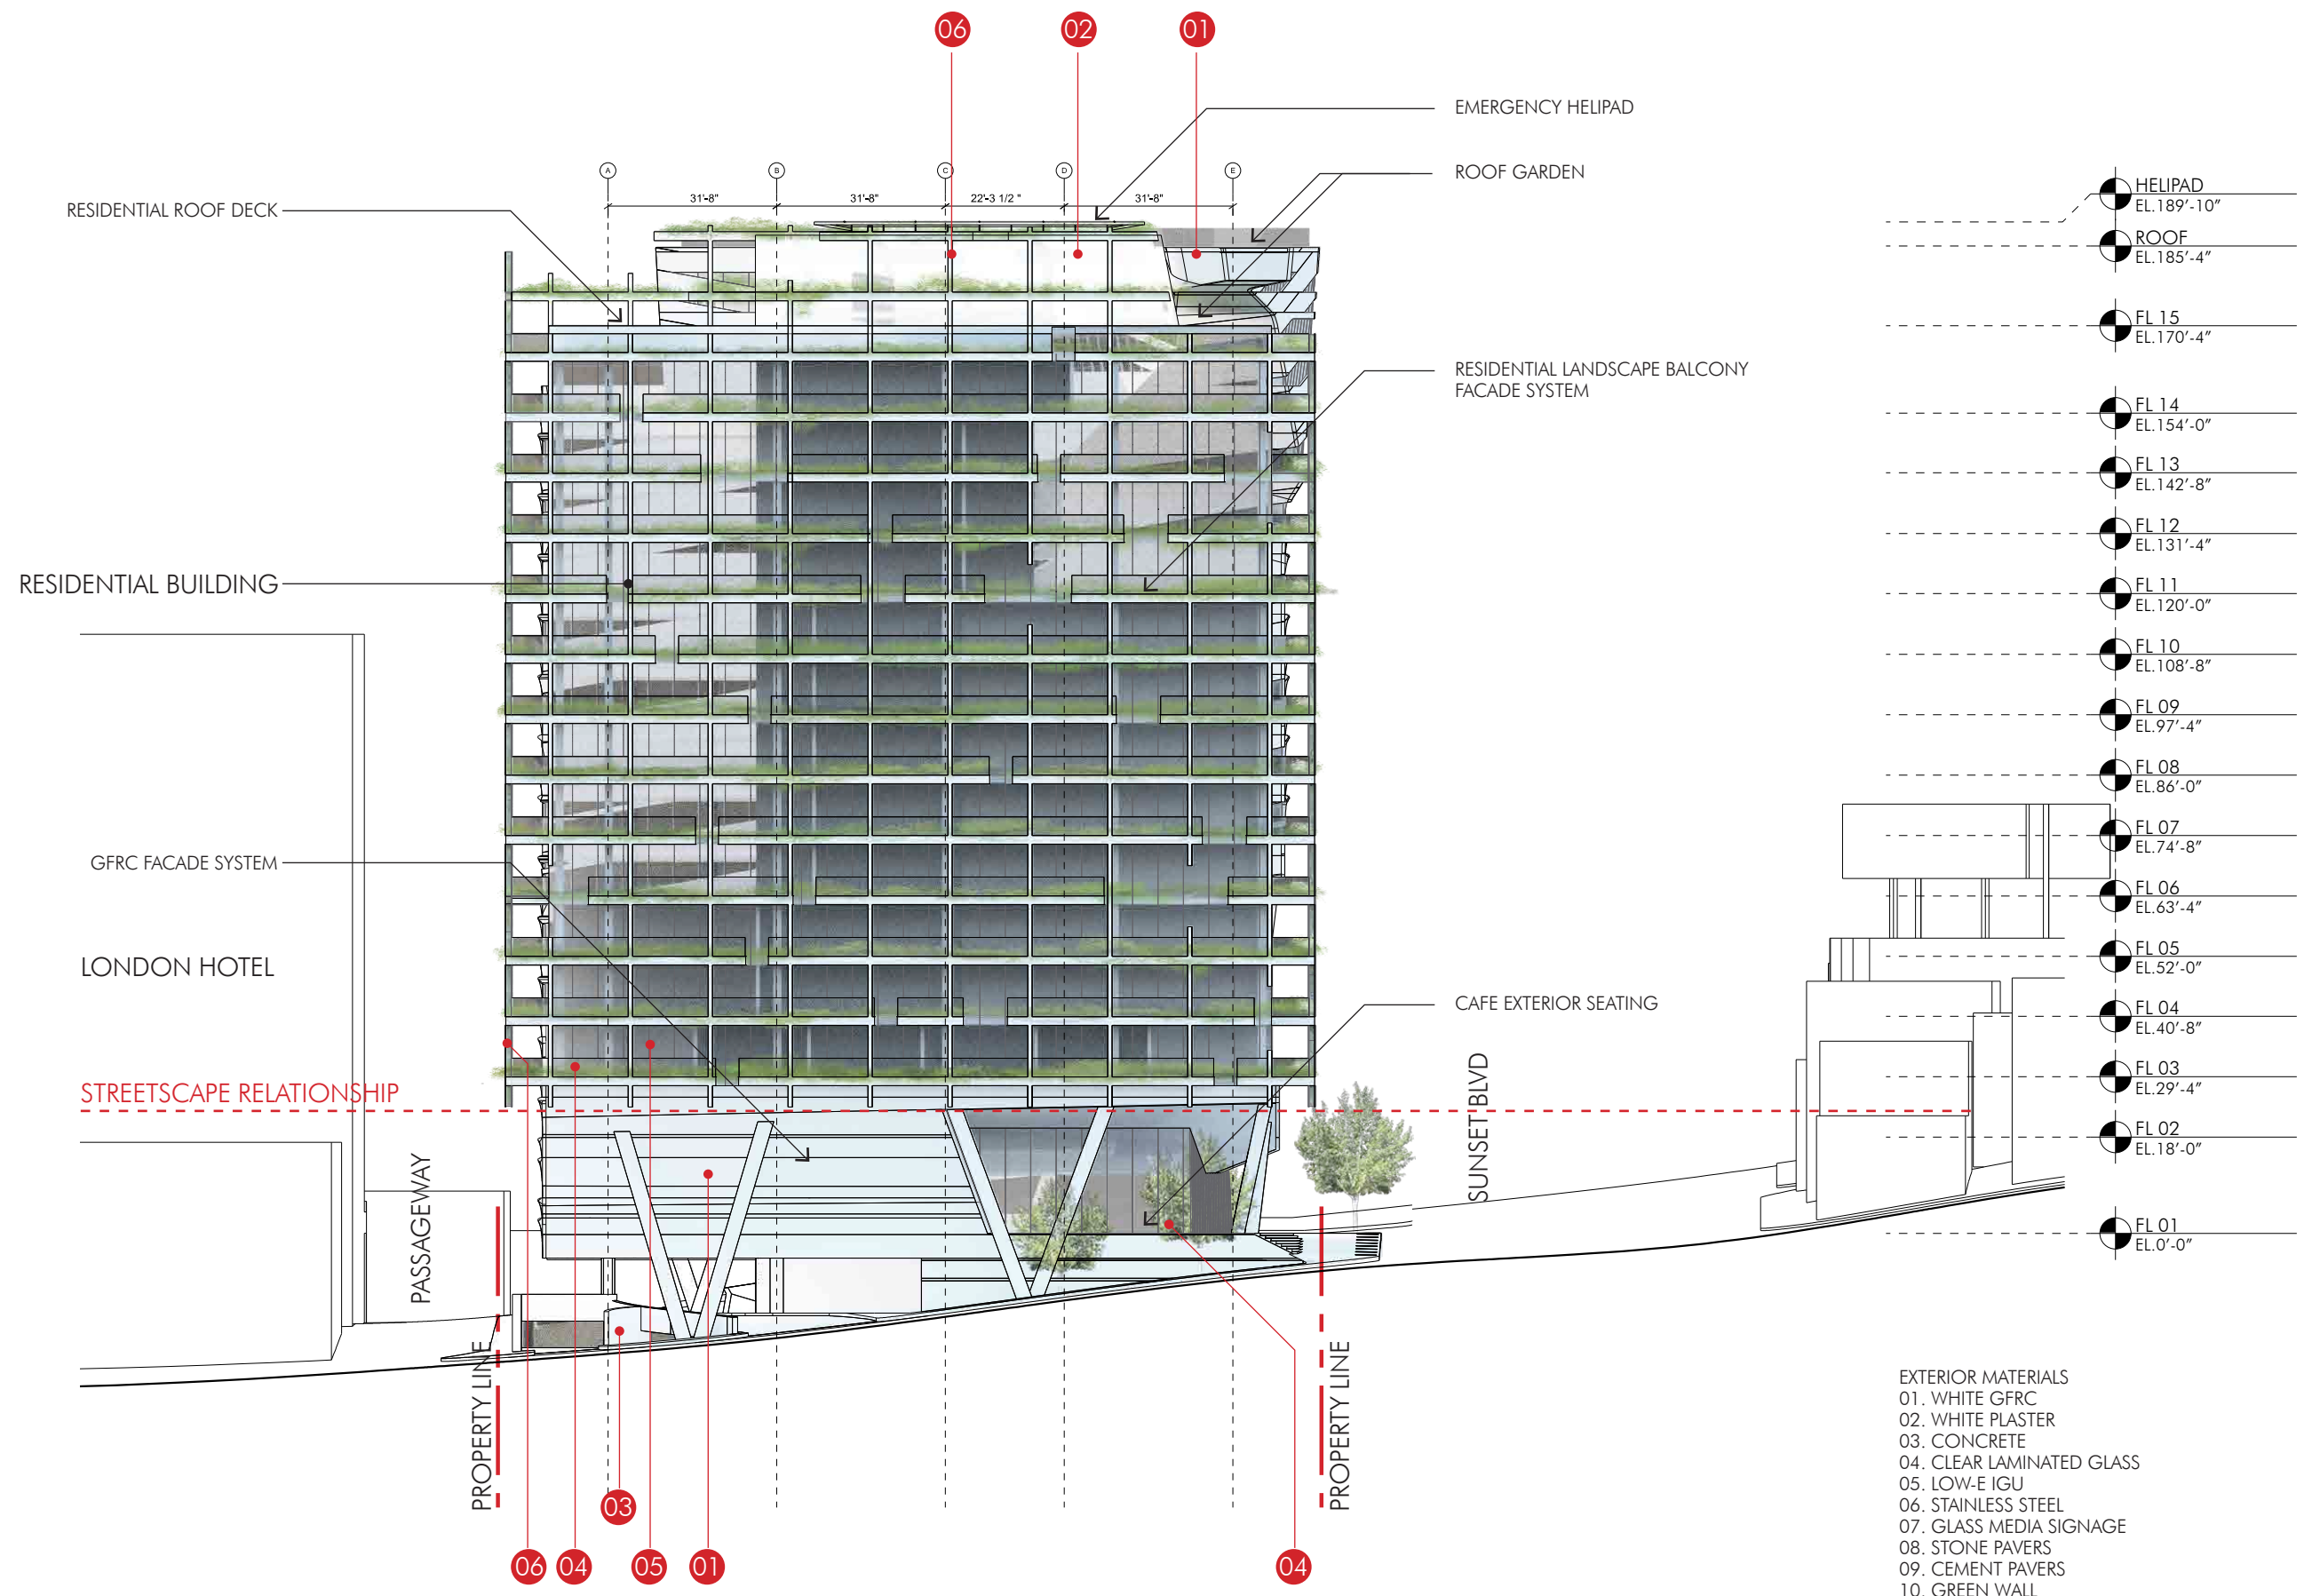 06
02
01
EMERGENCY HELIPAD
A
B
C
D
E
ROOF GARDEN
HELIPAD
EL.189'-10"
31'-8"
31'-8"
22'-3 1/2 "
31'-8"
RESIDENTIAL ROOF DECK
ROOF
EL.185'-4"
FL 15
EL.170'-4"
RESIDENTIAL LANDSCAPE BALCONY
FACADE SYSTEM
FL 14
EL.154'-0"
FL 13
EL.142'-8"
FL 12
EL.131'-4"
RESIDENTIAL BUILDING
FL 11
EL.120'-0"
FL 10
EL.108'-8"
FL 09
EL.97'-4"
FL 08
EL.86'-0"
FL 07
EL.74'-8"
GFRC FACADE SYSTEM
FL 06
EL.63'-4"
LONDON HOTEL
FL 05
EL.52'-0"
CAFE EXTERIOR SEATING
FL 04
EL.40'-8"
STREETSCAPE RELATIONSHIP
FL 03
EL.29'-4"
SUNSET BLVD
FL 02
EL.18'-0"
PASSAGEWAY
FL 01
EL.0'-0"
PROPERTY LINE
PROPERTY LINE
03
06
04
05
01
04
EXTERIOR MATERIALS
01. WHITE GFRC
02. WHITE PLASTER
03. CONCRETE
04. CLEAR LAMINATED GLASS
05. LOW-E IGU
06. STAINLESS STEEL
07. GLASS MEDIA SIGNAGE
08. STONE PAVERS
09. CEMENT PAVERS
10. GREEN WALL